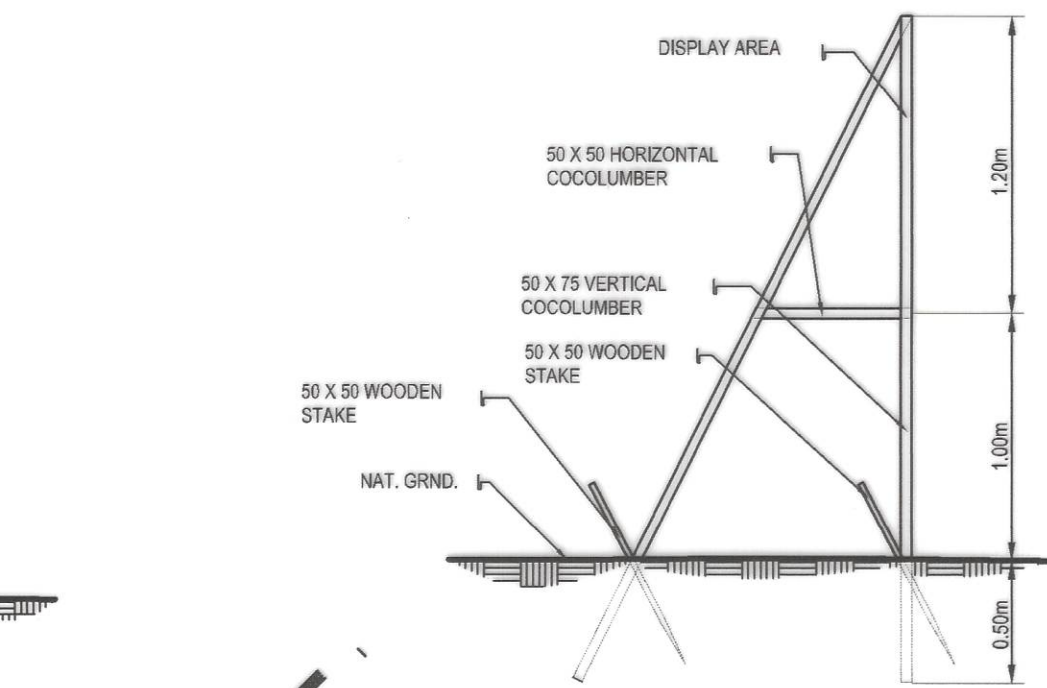 DISPLAY AREA
50 X 50 HORIZONTAL
COCOLUMBER
1.20m
50 X 75 VERTICAL
COCOLUMBER
50 X 50 WOODEN
STAKE
50 X 50 WOODEN
STAKE
1.00m
NAT. GRND.
0.50m